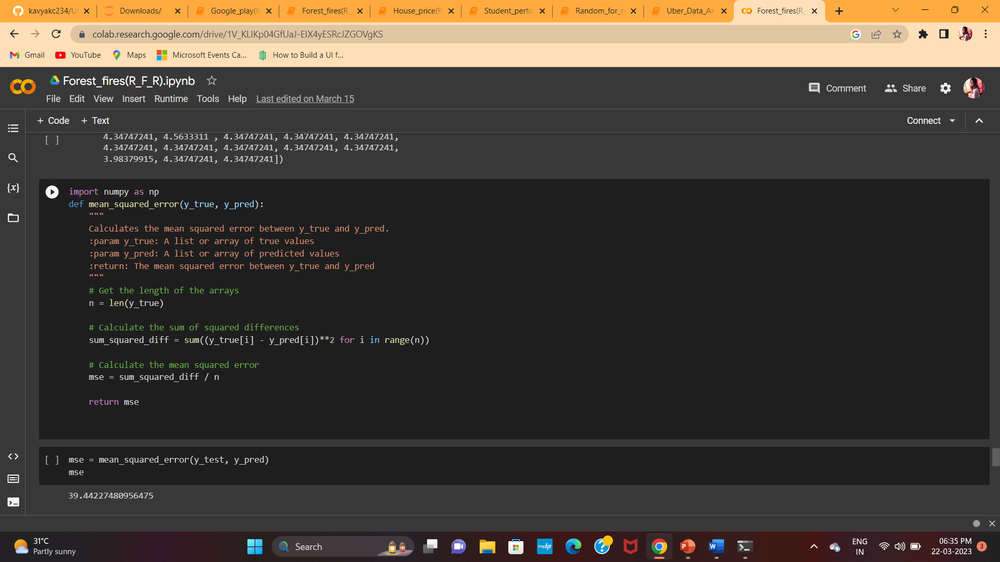 kavyakc234/U
Downloads/
Google_play(R
Forest_fires(R_
House_price(R
Student_perfo
Random_for_r
Uber_Data_An
Forest_fires(R_
colab.research.google.com/drive/1V_KLIKp04GfUaJ-EIX4yESRcJZGOVgKS
Gmail
YouTube
Maps
Microsoft Events Ca...
How to Build a UI f...
Forest_fires(R_F_R).ipynb
Comment
Share
File Edit View Insert Runtime Tools Help Last edited on March 15
+ Code + Text
Connect
[ ]
4.34747241, 4.5633311 , 4.34747241, 4.34747241, 4.34747241,
4.34747241, 4.34747241, 4.34747241, 4.34747241, 4.34747241,
3.98379915, 4.34747241, 4.34747241])
{x}
import numpy as np
def mean_squared_error(y_true, y_pred):
"""
Calculates the mean squared error between y_true and y_pred.
:param y_true: A list or array of true values
:param y_pred: A list or array of predicted values
:return: The mean squared error between y_true and y_pred
"""
# Get the length of the arrays
n = len(y_true)
# Calculate the sum of squared differences
sum_squared_diff = sum((y_true[i] - y_pred[i])**2 for i in range(n))
# Calculate the mean squared error
mse = sum_squared_diff / n
return mse
[ ] mse = mean_squared_error(y_test, y_pred)
mse
39.44227480956475
31°C
Partly sunny
Search
myhp
ENG
IN
06:35 PM
22-03-2023
3